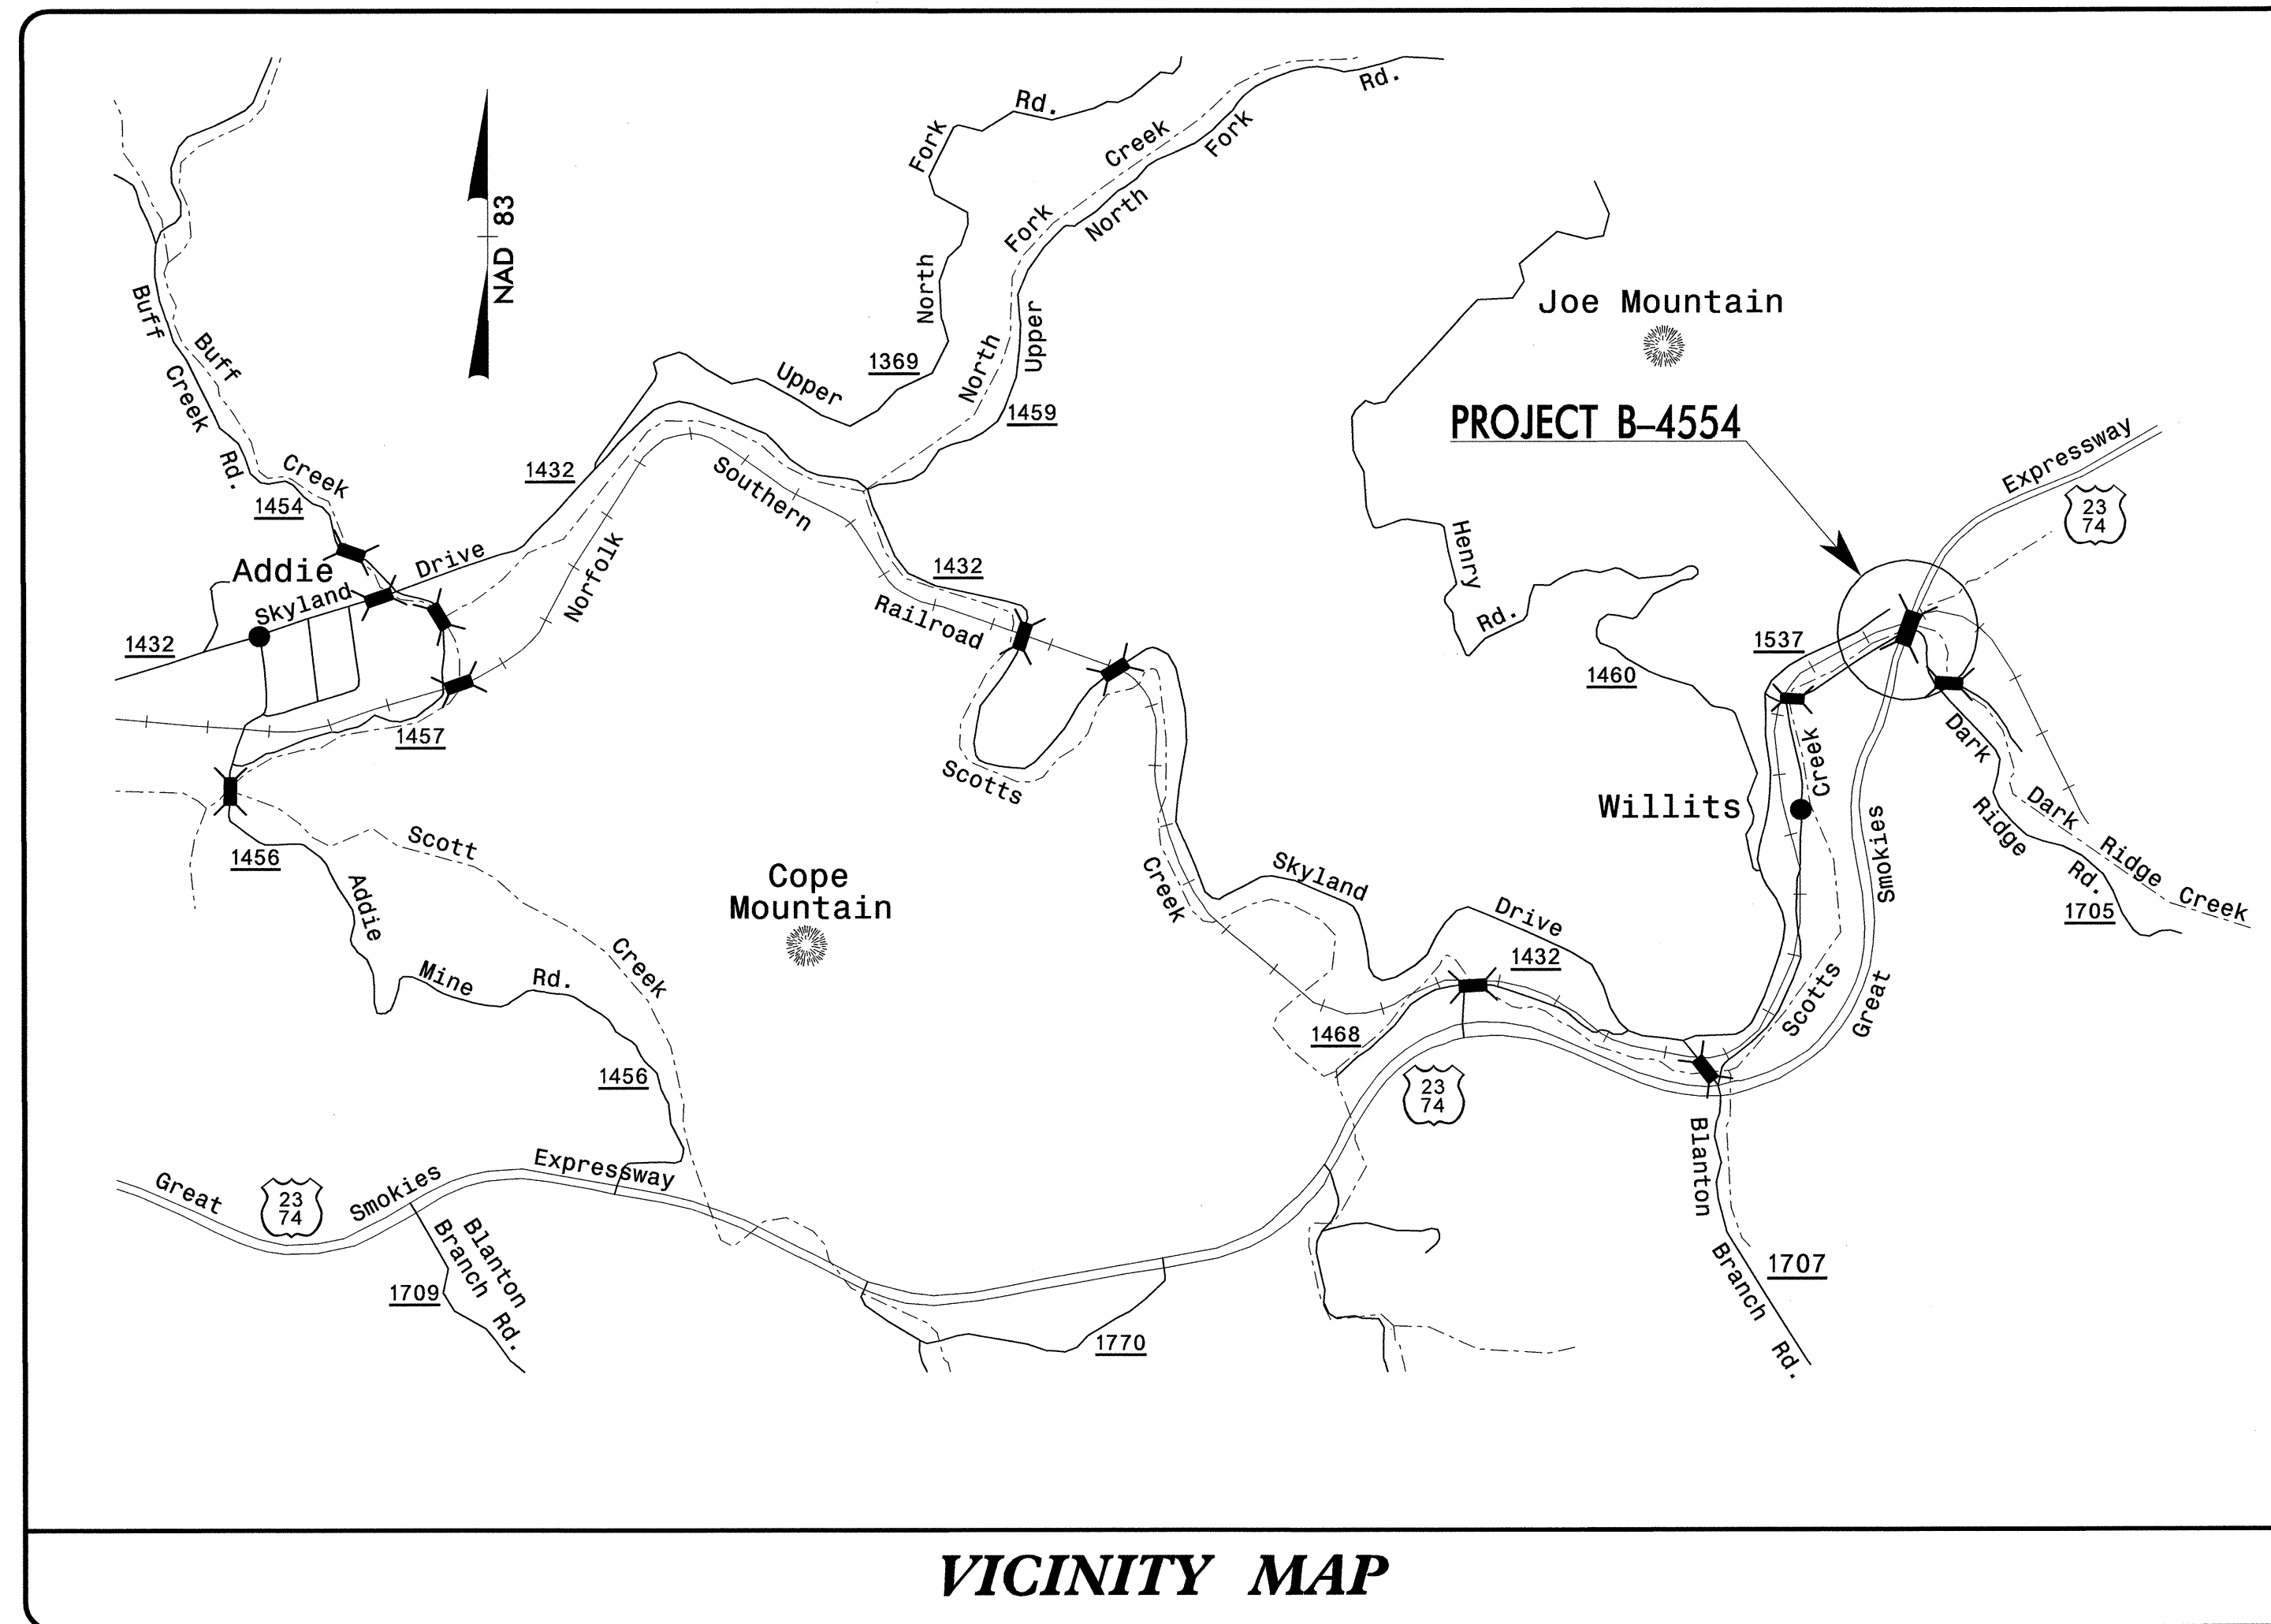 Rd.
Rd.
Fork
Creek
Fork
North
Upper
1369
Fork
North
North
Upper
1459
NAD 83
Buff
Creek
Rd.
Buff
Creek
1454
Joe Mountain
PROJECT B-4554
Expressway
23
74
1432
Southern
Norfolk
Railroad
1432
Addie
Skyland
Drive
1432
1457
Henry
Rd.
1460
1537
Willits
Creek
Scotts
Dark
Ridge
Rd.
1705
Dark
Ridge
Creek
Smokies
Great
Scotts
Creek
Skyland
Drive
1432
1468
23
74
1456
Addie
Mine
Rd.
1456
Scott
Creek
Cope
Mountain
Great
23
74
Smokies
Expressway
Blanton
Branch
Rd.
1709
1770
Blanton
Branch
Rd.
1707
VICINITY MAP